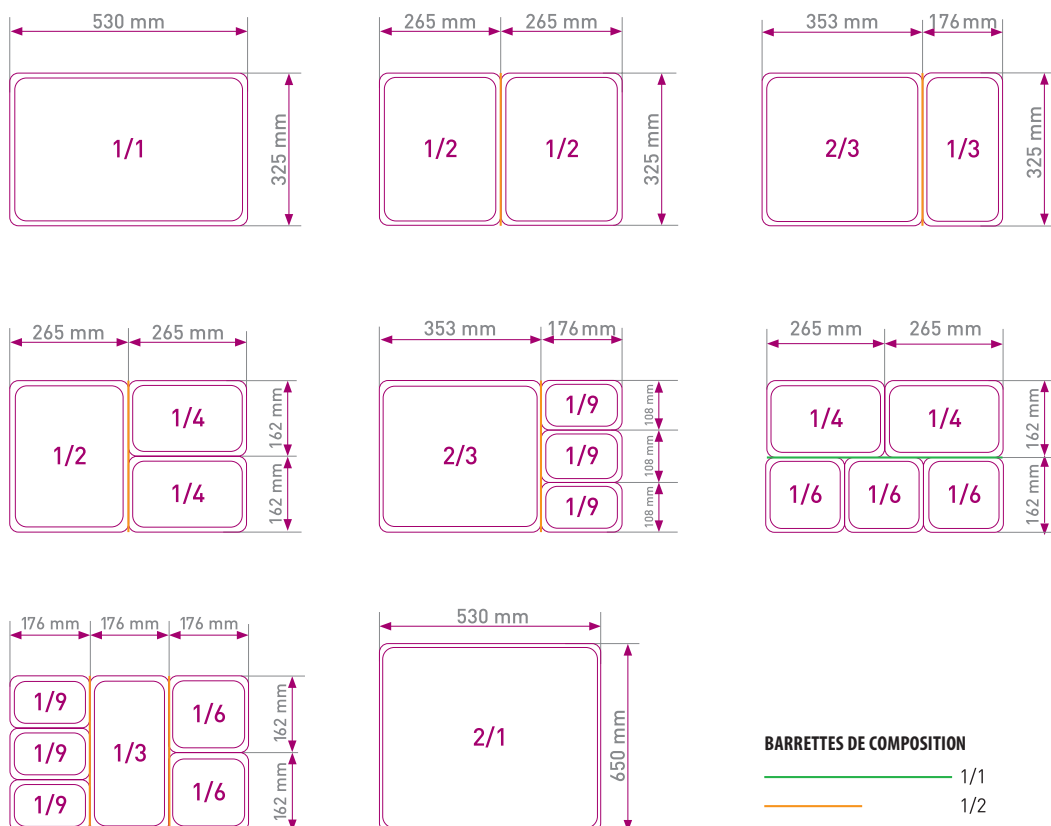 530 mm
325 mm
1/1
265 mm 265 mm
325 mm
1/2 1/2
353 mm 176 mm
325 mm
2/3 1/3
265 mm 265 mm
1/2
1/4
1/4
162 mm
162 mm
353 mm 176 mm
2/3
1/9
1/9
1/9
108 mm
108 mm
108 mm
265 mm 265 mm
1/4 1/4
1/6 1/6 1/6
162 mm
162 mm
176 mm 176 mm 176 mm
1/9
1/9
1/9
1/3
1/6
1/6
162 mm
162 mm
530 mm
2/1
650 mm
BARRETTES DE COMPOSITION
1/1
1/2